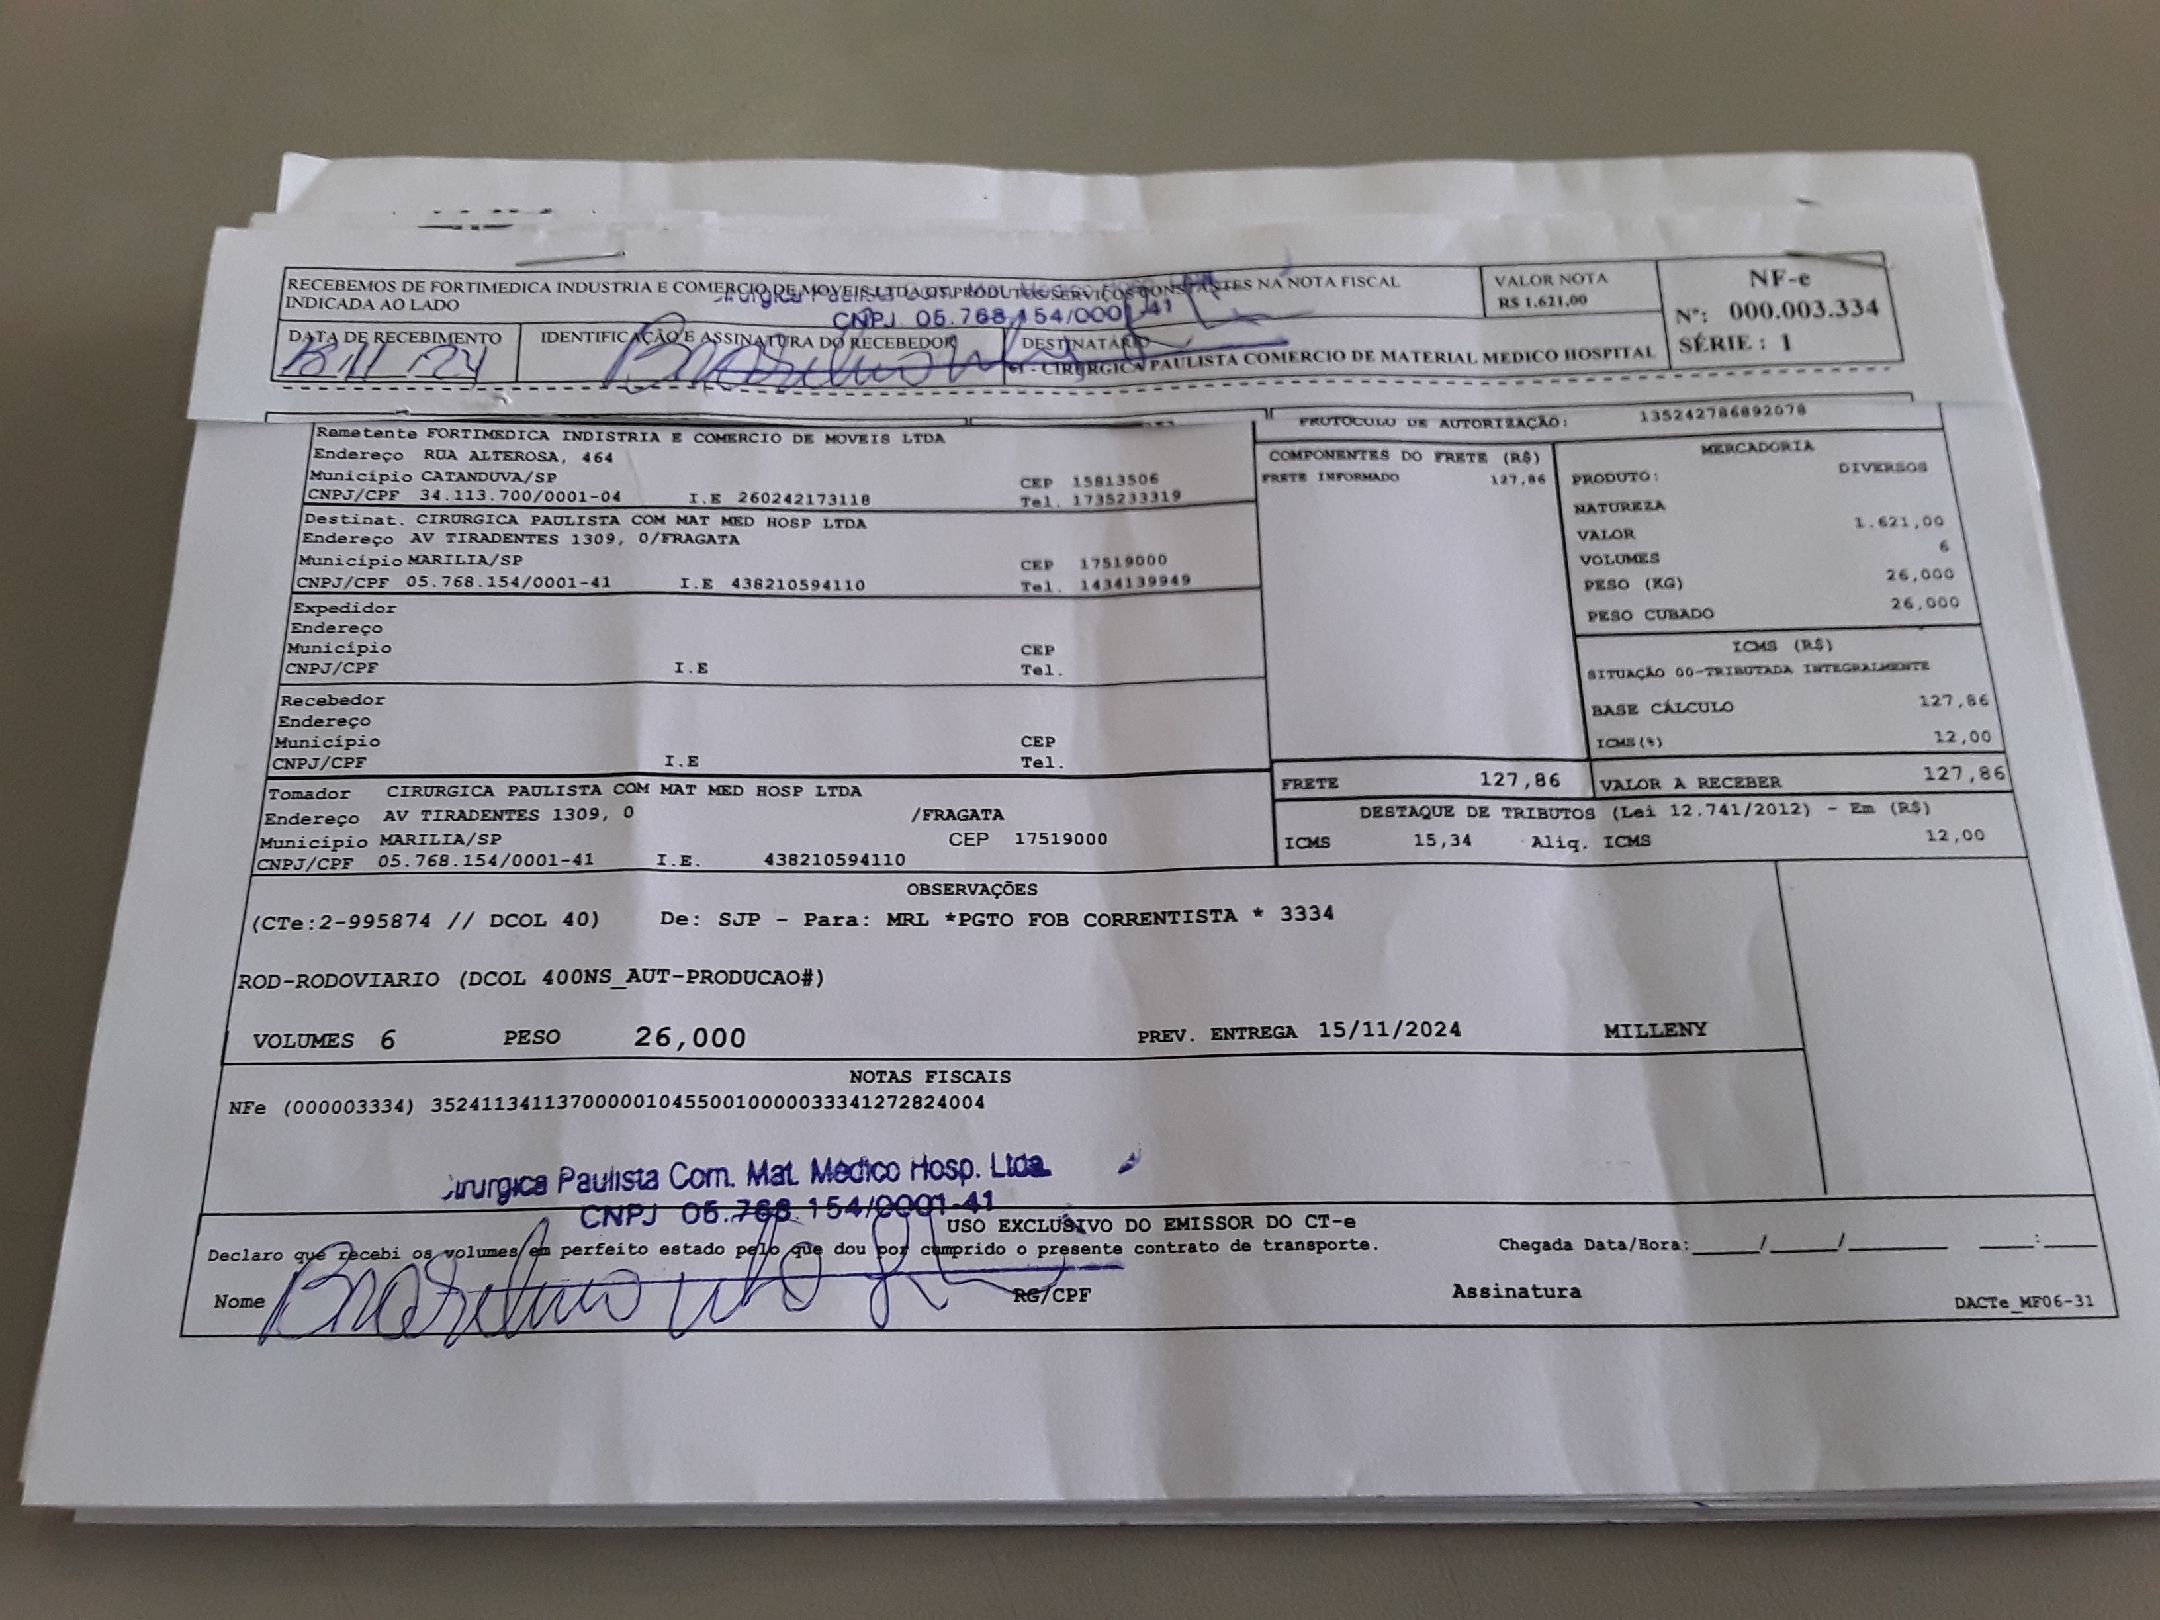 RECEBEMOS DE FORTIMEDICA INDUSTRIA E COMERCIO DE MOVEIS LTDA OS PRODUTOS/SERVIÇOS CONSTANTES NA NOTA FISCAL
INDICADA AO LADO
VALOR NOTA
R$ 1.621,00
NF-e
Nº: 000.003.334
SÉRIE : 1
CNPJ 05.768.154/0001-41
DATA DE RECEBIMENTO
IDENTIFICAÇÃO E ASSINATURA DO RECEBEDOR
DESTINATÁRIO
CIRURGICA PAULISTA COMERCIO DE MATERIAL MEDICO HOSPITAL
PROTOCOLO DE AUTORIZAÇÃO: 135242786892078
Remetente FORTIMEDICA INDISTRIA E COMERCIO DE MOVEIS LTDA
Endereço RUA ALTEROSA, 464
Município CATANDUVA/SP CEP 15813506
CNPJ/CPF 34.113.700/0001-04 I.E 260242173118 Tel. 1735233319
Destinat. CIRURGICA PAULISTA COM MAT MED HOSP LTDA
Endereço AV TIRADENTES 1309, 0/FRAGATA
Município MARILIA/SP CEP 17519000
CNPJ/CPF 05.768.154/0001-41 I.E 438210594110 Tel. 1434139949
Expedidor
Endereço
Município CEP
CNPJ/CPF I.E Tel.
Recebedor
Endereço
Município CEP
CNPJ/CPF I.E Tel.
Tomador CIRURGICA PAULISTA COM MAT MED HOSP LTDA
Endereço AV TIRADENTES 1309, 0 /FRAGATA
Município MARILIA/SP CEP 17519000
CNPJ/CPF 05.768.154/0001-41 I.E. 438210594110
COMPONENTES DO FRETE (R$)
FRETE INFORMADO 127,86
FRETE 127,86
MERCADORIA
PRODUTO: DIVERSOS
NATUREZA
VALOR 1.621,00
VOLUMES 6
PESO (KG) 26,000
PESO CUBADO 26,000
ICMS (R$)
SITUAÇÃO 00-TRIBUTADA INTEGRALMENTE
BASE CÁLCULO 127,86
ICMS(%) 12,00
VALOR A RECEBER 127,86
DESTAQUE DE TRIBUTOS (Lei 12.741/2012) - Em (R$)
ICMS 15,34 Aliq. ICMS 12,00
OBSERVAÇÕES
(CTe:2-995874 // DCOL 40) De: SJP - Para: MRL *PGTO FOB CORRENTISTA * 3334
ROD-RODOVIARIO (DCOL 400NS_AUT-PRODUCAO#)
VOLUMES 6 PESO 26,000 PREV. ENTREGA 15/11/2024 MILLENY
NOTAS FISCAIS
NFe (000003334) 35241134113700000104550010000033341272824004
Cirurgica Paulista Com. Mat. Médico Hosp. Ltda
CNPJ 05.768.154/0001-41
USO EXCLUSIVO DO EMISSOR DO CT-e
Declaro que recebi os volumes em perfeito estado pelo que dou por cumprido o presente contrato de transporte. Chegada Data/Hora:_____/_____/_________ _____:_____
Nome RG/CPF Assinatura
DACTe_MF06-31